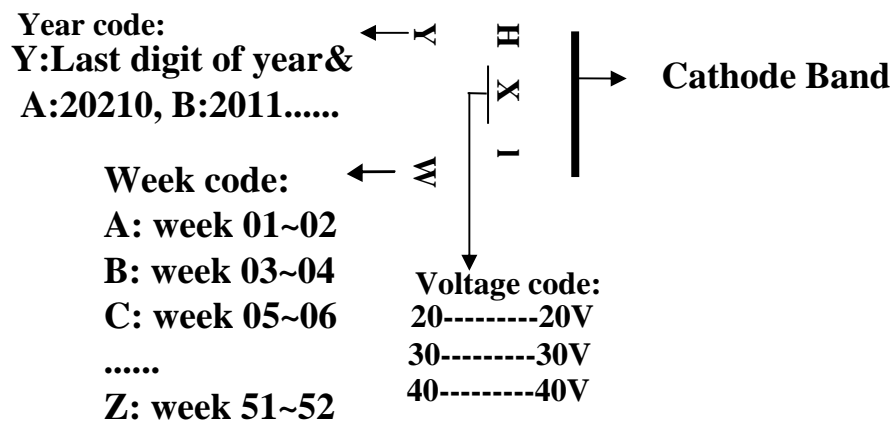 Year code:
Y:Last digit of year&
A:20210, B:2011......
Y
W
H X l
Cathode Band
Week code:
A: week 01~02
B: week 03~04
C: week 05~06
......
Z: week 51~52
Voltage code:
20---------20V
30---------30V
40---------40V